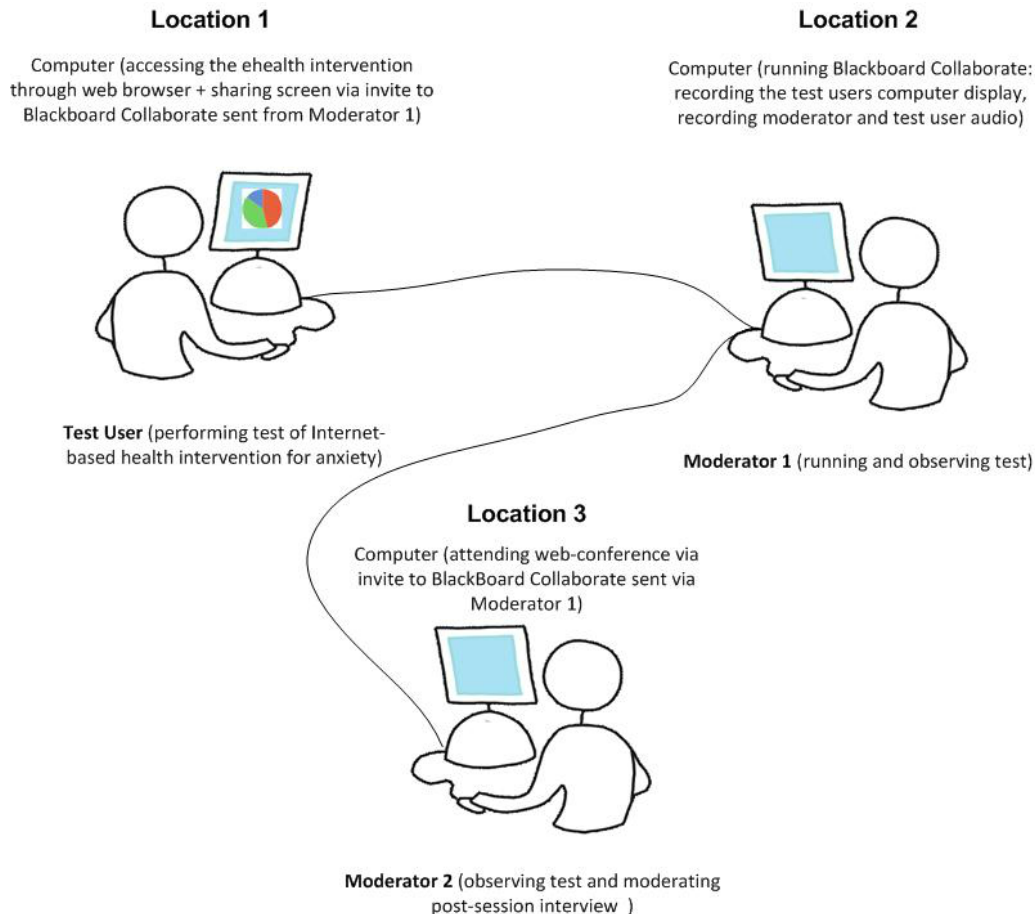 Location 1
Computer (accessing the ehealth intervention
through web browser + sharing screen via invite to
Blackboard Collaborate sent from Moderator 1)
Location 2
Computer (running Blackboard Collaborate:
recording the test users computer display,
recording moderator and test user audio)
Test User (performing test of Internet-
based health intervention for anxiety)
Moderator 1 (running and observing test)
Location 3
Computer (attending web-conference via
invite to BlackBoard Collaborate sent via
Moderator 1)
Moderator 2 (observing test and moderating
post-session interview  )